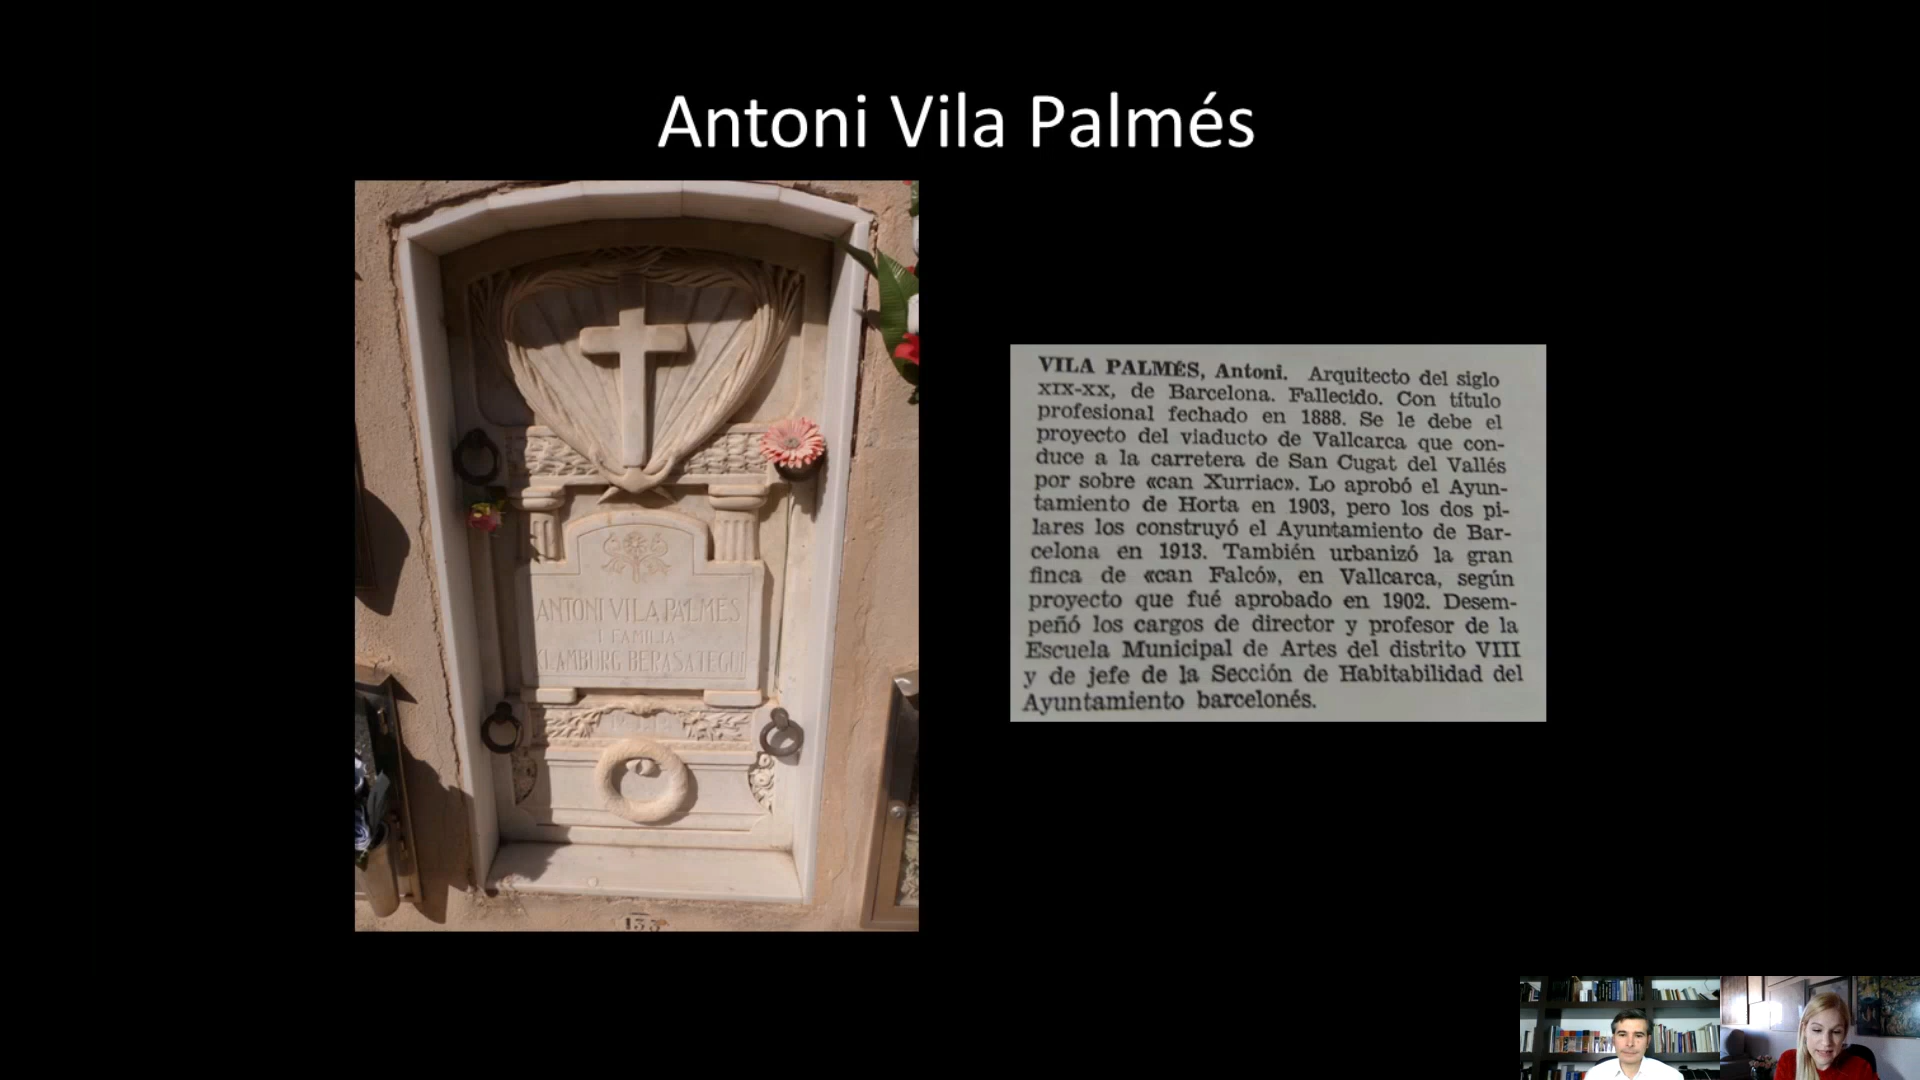 Antoni Vila Palmés
ANTONI VILA PALMES
I FAMILIA
KLAMBURG BERASATEGUI
133
VILA PALMÉS, Antoni. Arquitecto del siglo
XIX-XX, de Barcelona. Fallecido. Con título
profesional fechado en 1888. Se le debe el
proyecto del viaducto de Vallcarca que con-
duce a la carretera de San Cugat del Vallés
por sobre «can Xurriac». Lo aprobó el Ayun-
tamiento de Horta en 1903, pero los dos pi-
lares los construyó el Ayuntamiento de Bar-
celona en 1913. También urbanizó la gran
finca de «can Falcó», en Vallcarca, según
proyecto que fué aprobado en 1902. Desem-
peñó los cargos de director y profesor de la
Escuela Municipal de Artes del distrito VIII
y de jefe de la Sección de Habitabilidad del
Ayuntamiento barcelonés.